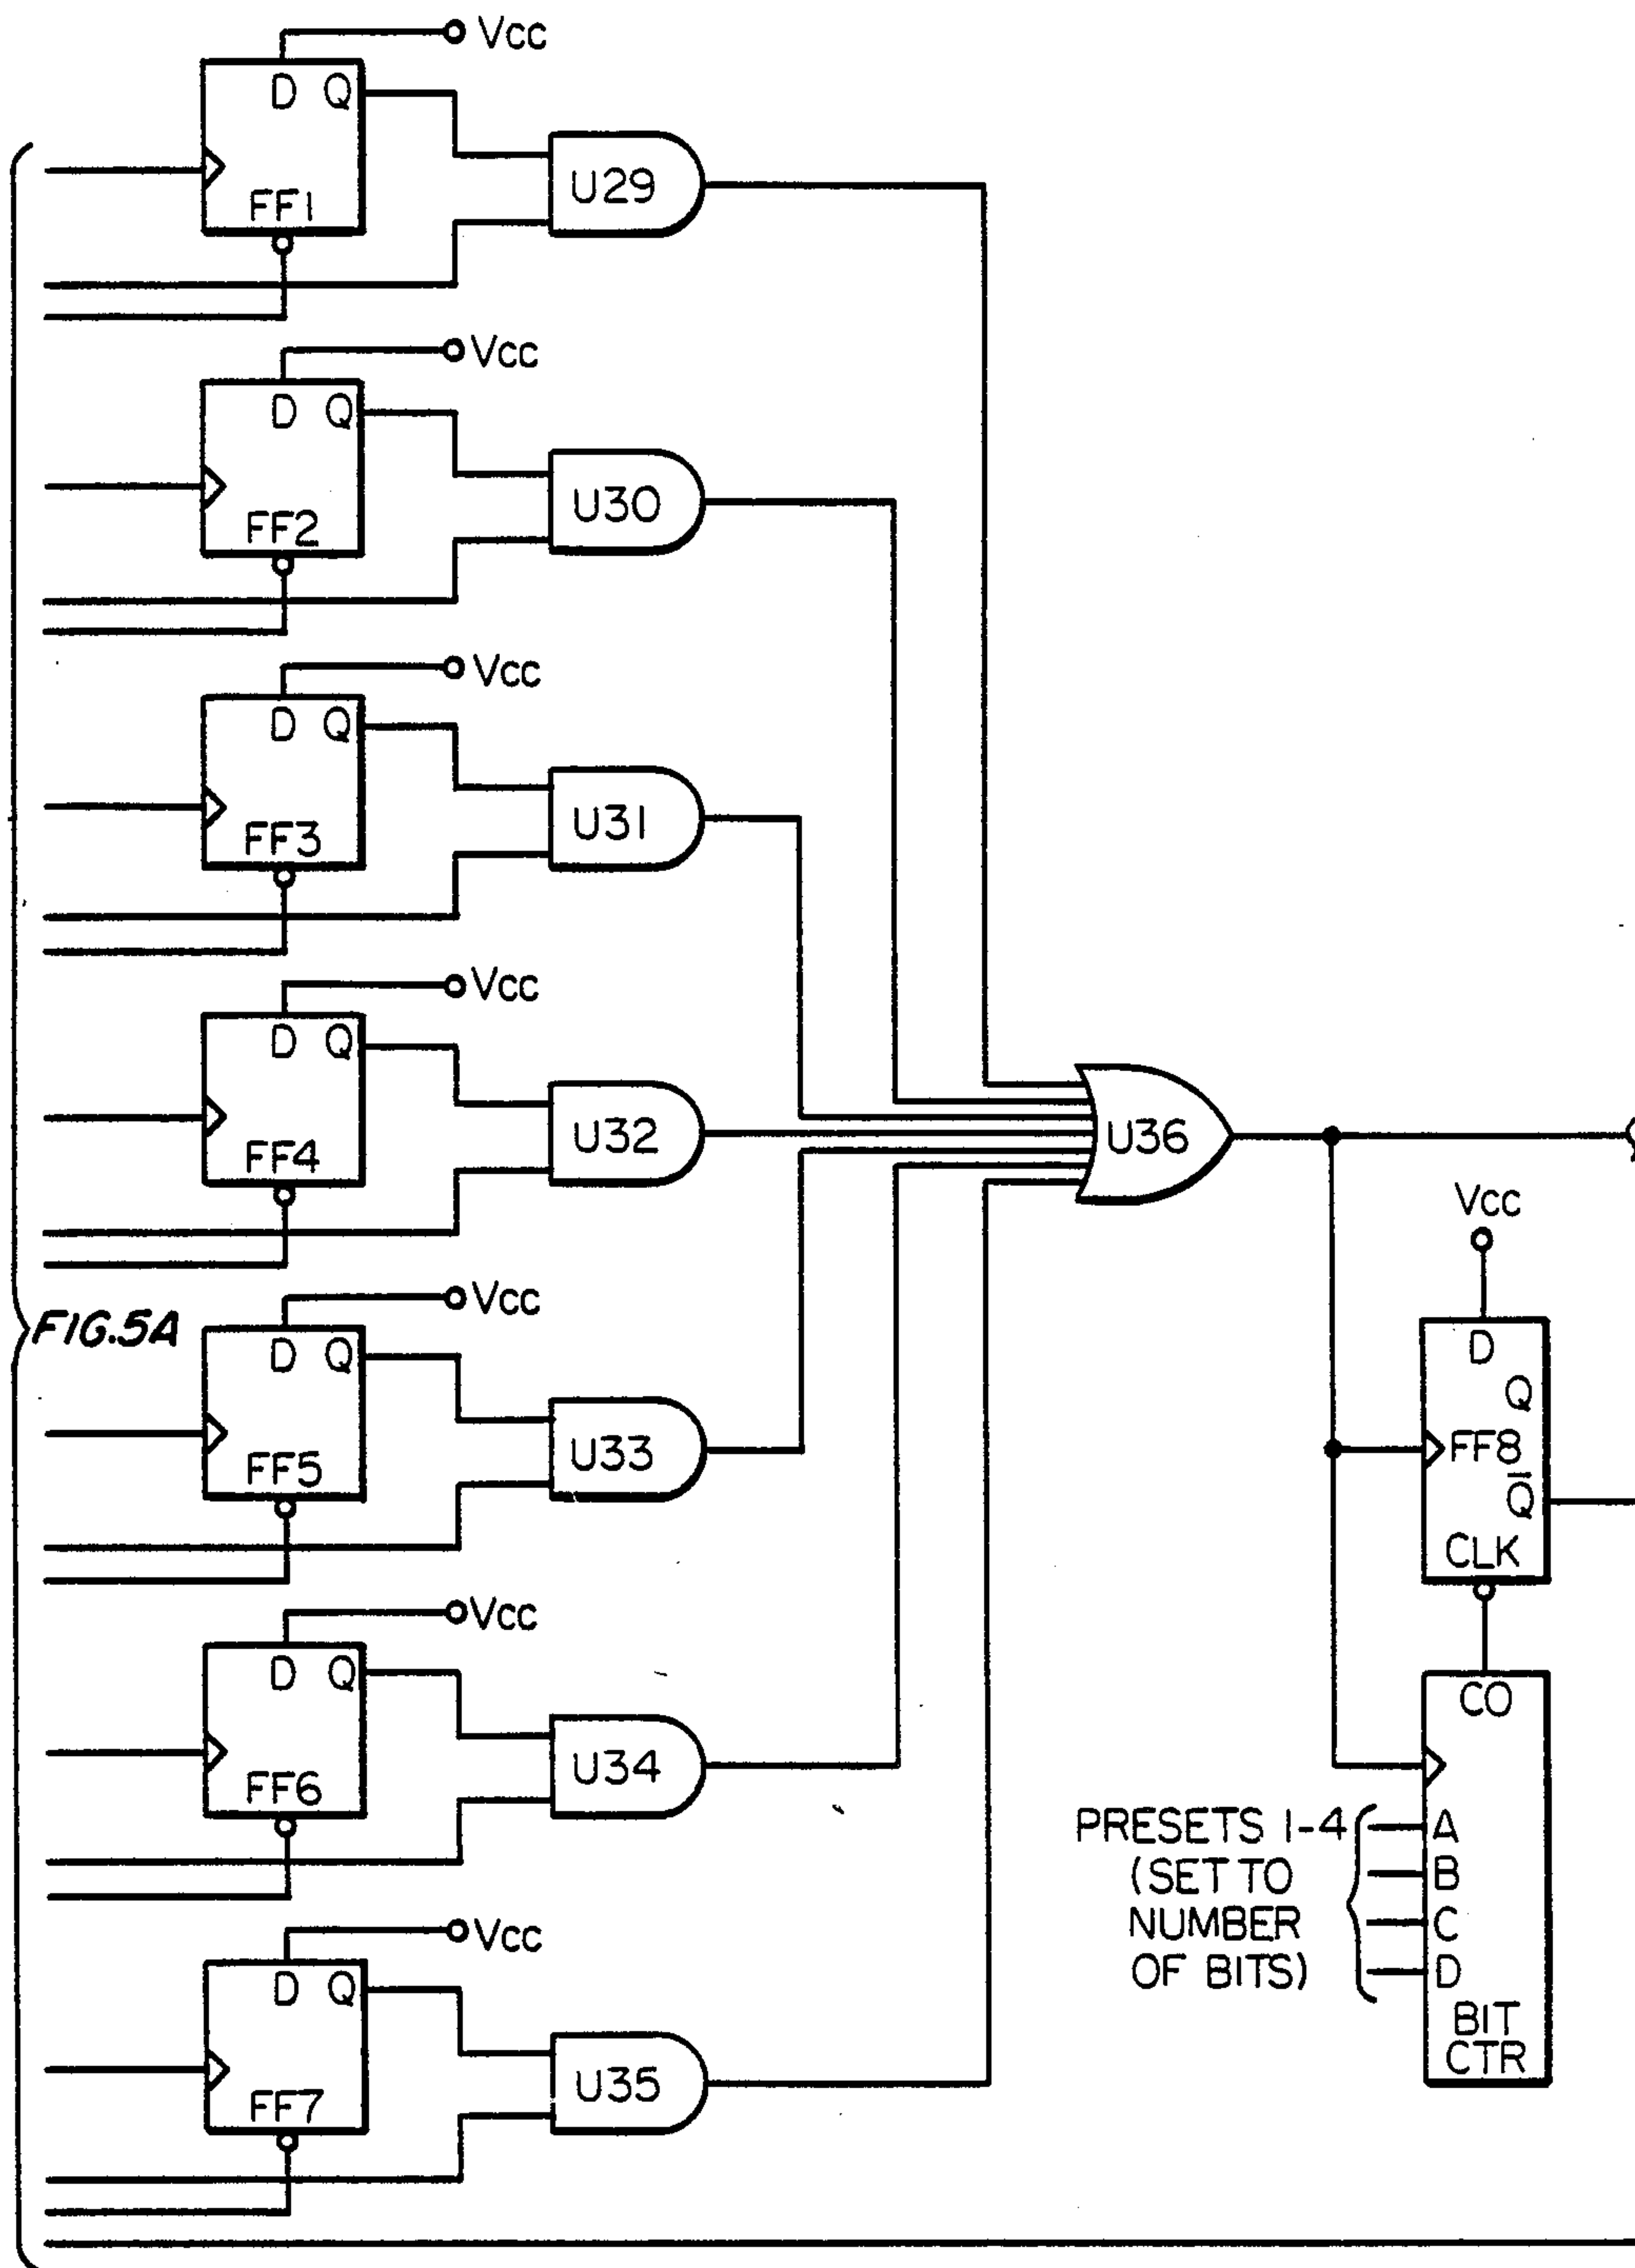 Vcc
D Q
FF1
U29
Vcc
D Q
FF2
U30
Vcc
D Q
FF3
U31
Vcc
D Q
FF4
U32
U36
Vcc
FIG.5A
Vcc
D Q
FF5
U33
D
Q
FF8
Q̅
CLK
Vcc
D Q
FF6
U34
CO
PRESETS 1-4
(SET TO
NUMBER
OF BITS)
A
B
C
D
BIT
CTR
Vcc
D Q
FF7
U35